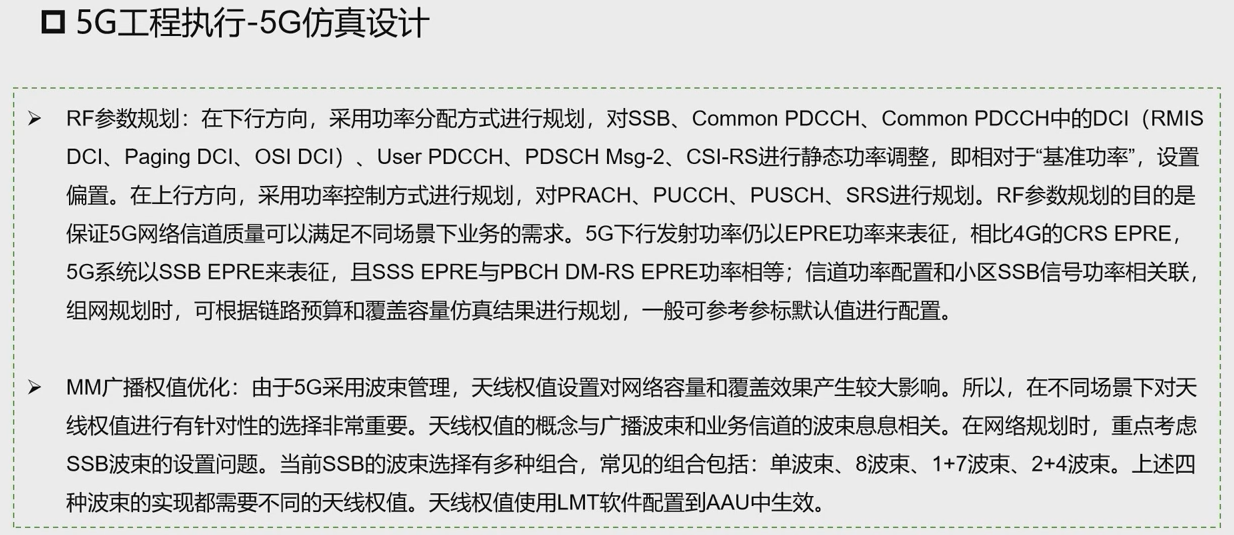 5G工程执行-5G仿真设计
RF参数规划：在下行方向，采用功率分配方式进行规划，对SSB、Common PDCCH、Common PDCCH中的DCI（RMIS
DCI、Paging DCI、OSI DCI）、User PDCCH、PDSCH Msg-2、CSI-RS进行静态功率调整，即相对于“基准功率”，设置
偏置。在上行方向，采用功率控制方式进行规划，对PRACH、PUCCH、PUSCH、SRS进行规划。RF参数规划的目的是
保证5G网络信道质量可以满足不同场景下业务的需求。5G下行发射功率仍以EPRE功率来表征，相比4G的CRS EPRE，
5G系统以SSB EPRE来表征，且SSS EPRE与PBCH DM-RS EPRE功率相等；信道功率配置和小区SSB信号功率相关联，
组网规划时，可根据链路预算和覆盖容量仿真结果进行规划，一般可参考参标默认值进行配置。
MM广播权值优化：由于5G采用波束管理，天线权值设置对网络容量和覆盖效果产生较大影响。所以，在不同场景下对天
线权值进行有针对性的选择非常重要。天线权值的概念与广播波束和业务信道的波束息息相关。在网络规划时，重点考虑
SSB波束的设置问题。当前SSB的波束选择有多种组合，常见的组合包括：单波束、8波束、1+7波束、2+4波束。上述四
种波束的实现都需要不同的天线权值。天线权值使用LMT软件配置到AAU中生效。